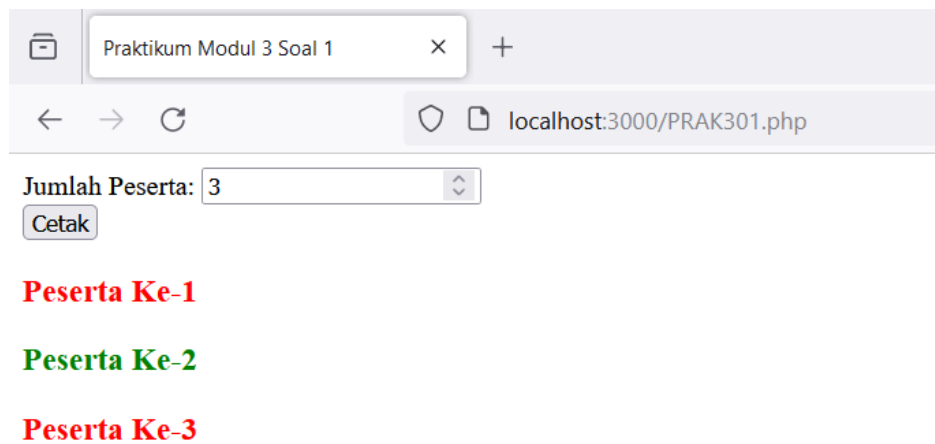 Praktikum Modul 3 Soal 1
localhost:3000/PRAK301.php
Jumlah Peserta: 3
Cetak
Peserta Ke-1
Peserta Ke-2
Peserta Ke-3